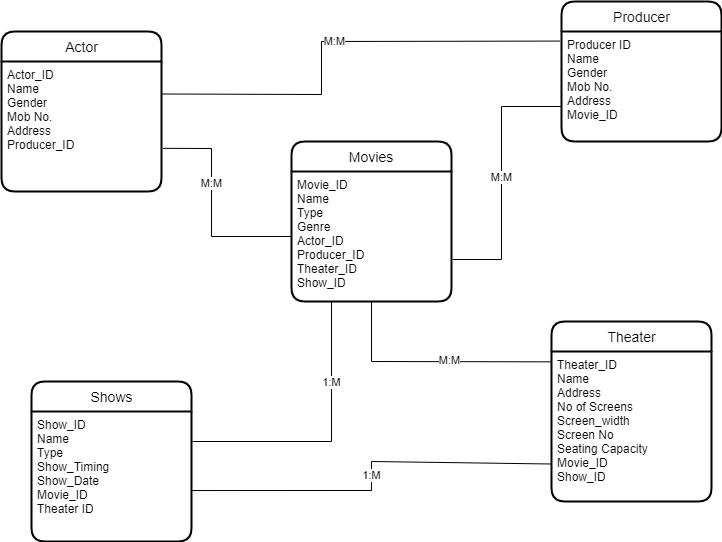 Actor
Actor_ID
Name
Gender
Mob No.
Address
Producer_ID
M:M
Producer
Producer ID
Name
Gender
Mob No.
Address
Movie_ID
M:M
M:M
Movies
Movie_ID
Name
Type
Genre
Actor_ID
Producer_ID
Theater_ID
Show_ID
1:M
M:M
Theater
Theater_ID
Name
Address
No of Screens
Screen_width
Screen No
Seating Capacity
Movie_ID
Show_ID
Shows
Show_ID
Name
Type
Show_Timing
Show_Date
Movie_ID
Theater ID
1:M